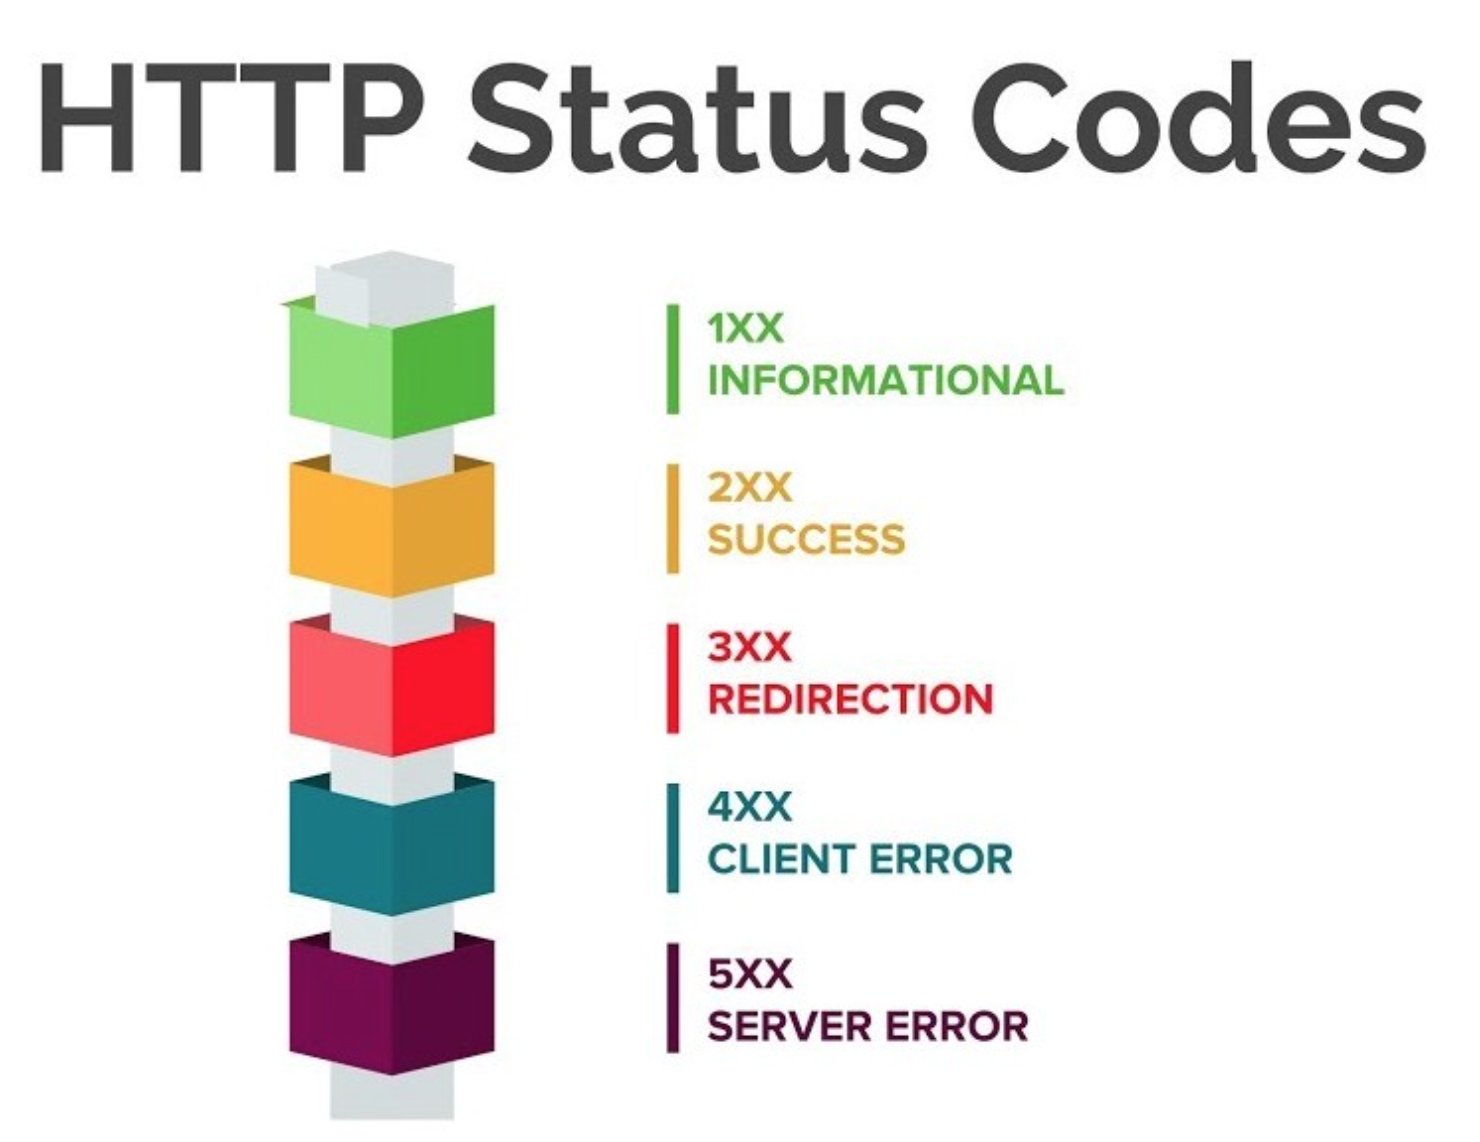 HTTP Status Codes
1XX
INFORMATIONAL
2XX
SUCCESS
3XX
REDIRECTION
4XX
CLIENT ERROR
5XX
SERVER ERROR